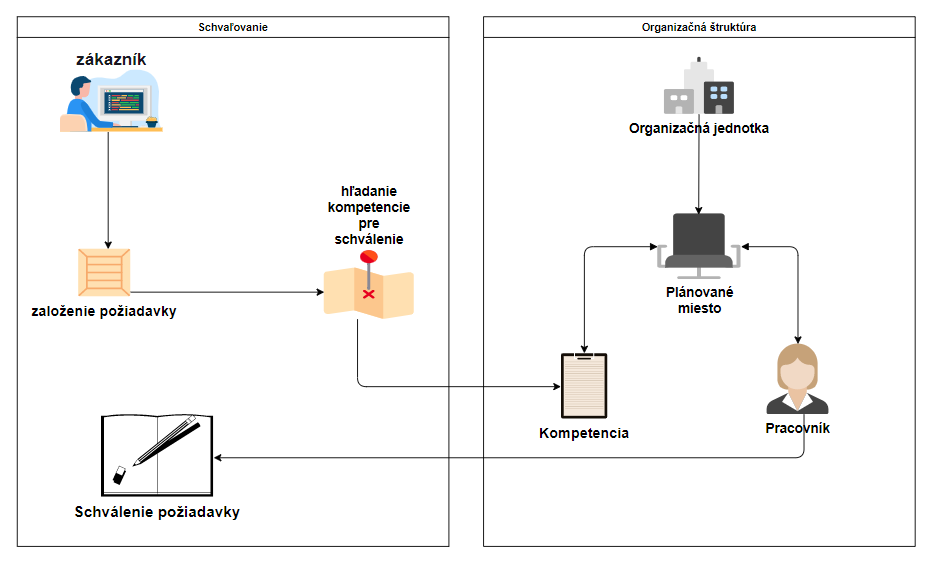 Schvaľovanie
zákazník
hľadanie
kompetencie
pre
schválenie
založenie požiadavky
Schválenie požiadavky
Organizačná štruktúra
Organizačná jednotka
Plánované
miesto
Kompetencia
Pracovník